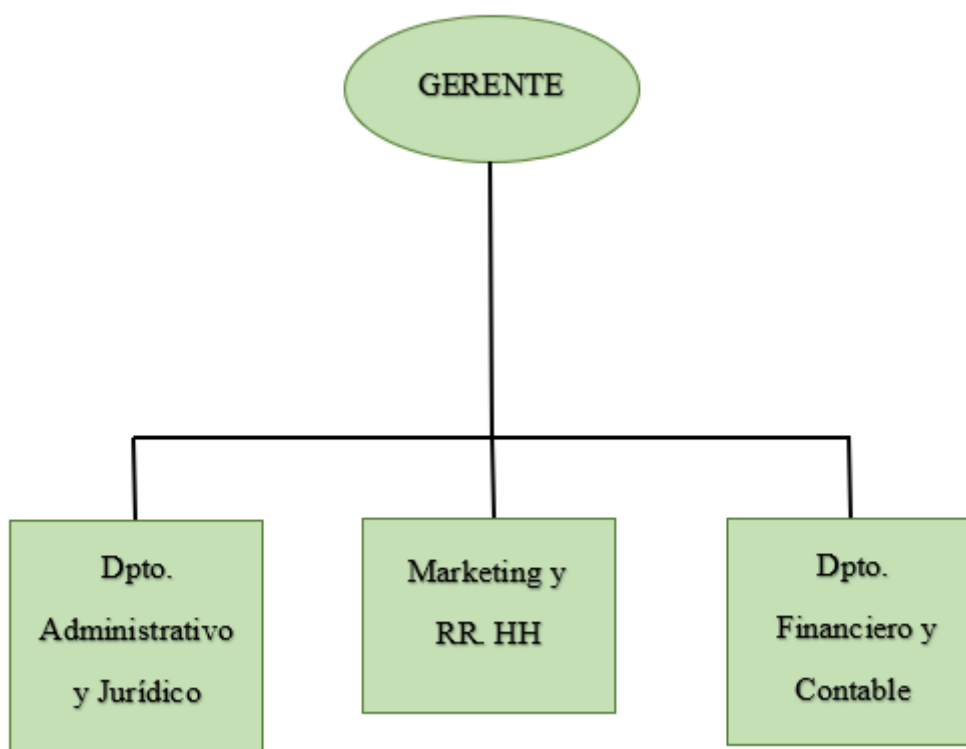 GERENTE
Dpto.
Administrativo
y Jurídico
Marketing y
RR. HH
Dpto.
Financiero y
Contable